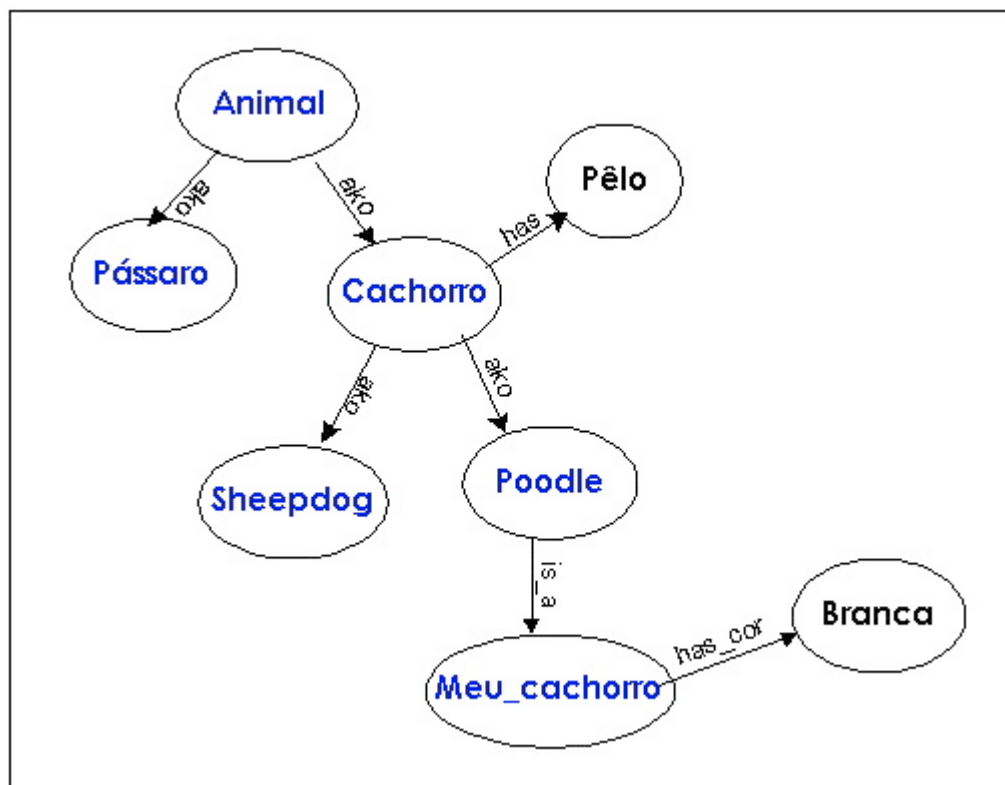 Animal
ako
ako
Pêlo
has
Pássaro
Cachorro
ako
ako
Sheepdog
Poodle
is_a
Branca
has_cor
Meu_cachorro